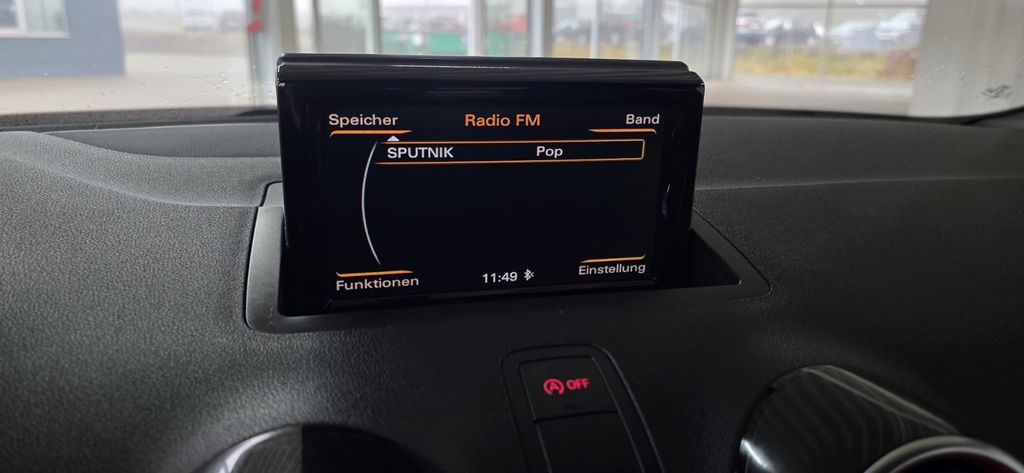 Speicher Radio FM Band
SPUTNIK Pop
Funktionen 11:49 Einstellung
A OFF